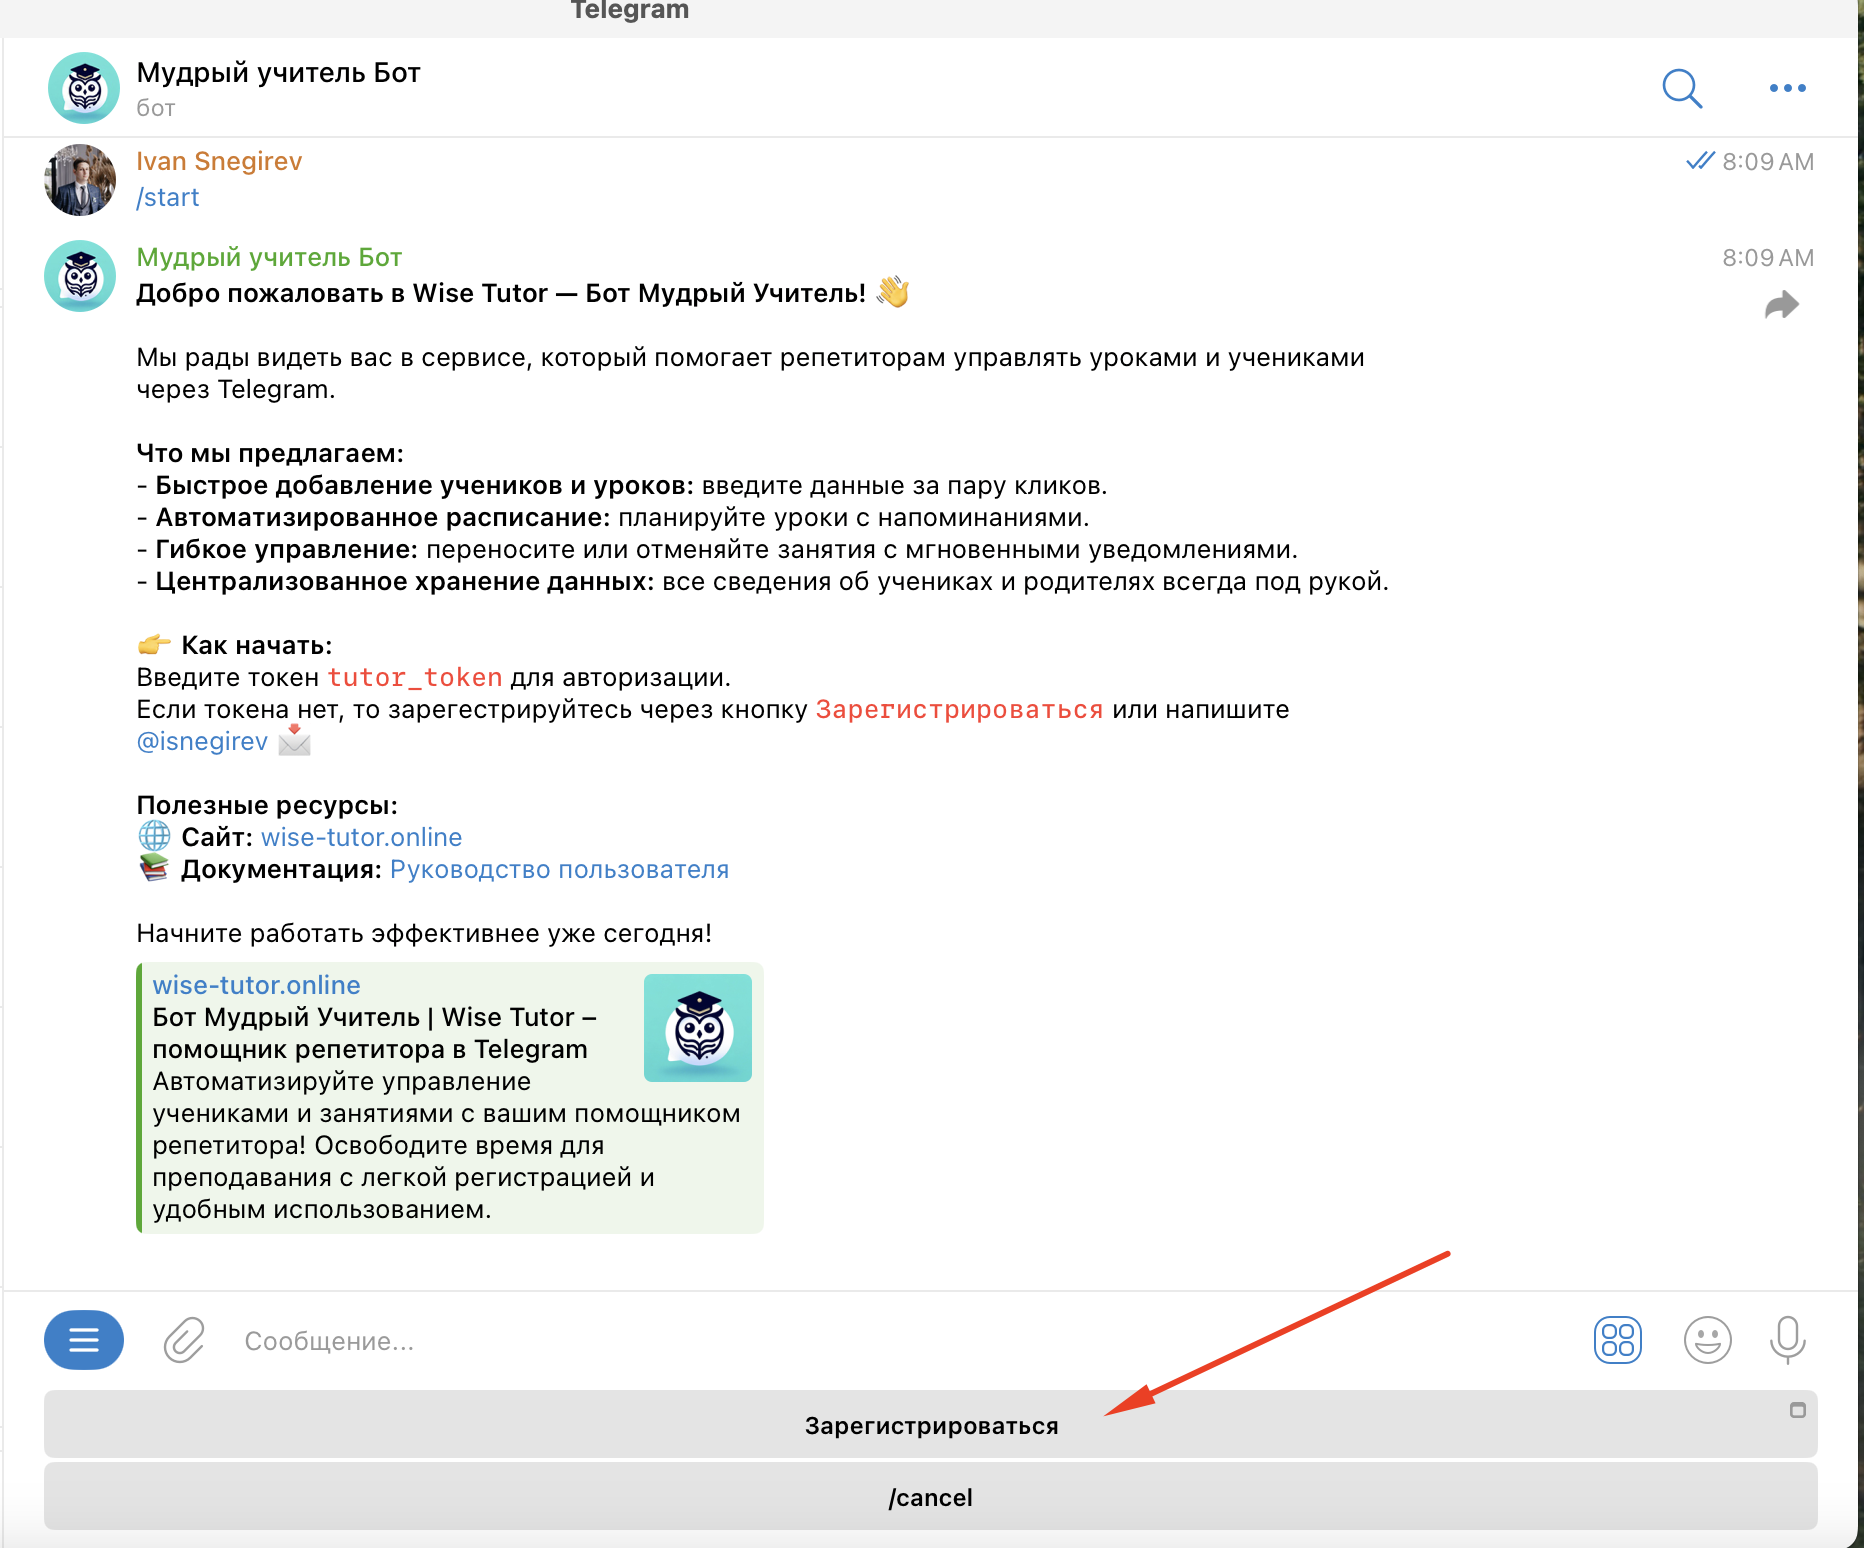 Telegram
Мудрый учитель Бот
бот
Ivan Snegirev
8:09 AM
/start
Мудрый учитель Бот
8:09 AM
Добро пожаловать в Wise Tutor — Бот Мудрый Учитель! 👋
Мы рады видеть вас в сервисе, который помогает репетиторам управлять уроками и учениками
через Telegram.
Что мы предлагаем:
- Быстрое добавление учеников и уроков: введите данные за пару кликов.
- Автоматизированное расписание: планируйте уроки с напоминаниями.
- Гибкое управление: переносите или отменяйте занятия с мгновенными уведомлениями.
- Централизованное хранение данных: все сведения об учениках и родителях всегда под рукой.
👉 Как начать:
Введите токен tutor_token для авторизации.
Если токена нет, то зарегестрируйтесь через кнопку Зарегистрироваться или напишите
@isnegirev 📩
Полезные ресурсы:
🌐 Сайт: wise-tutor.online
📚 Документация: Руководство пользователя
Начните работать эффективнее уже сегодня!
wise-tutor.online
Бот Мудрый Учитель | Wise Tutor –
помощник репетитора в Telegram
Автоматизируйте управление
учениками и занятиями с вашим помощником
репетитора! Освободите время для
преподавания с легкой регистрацией и
удобным использованием.
Сообщение...
Зарегистрироваться
/cancel